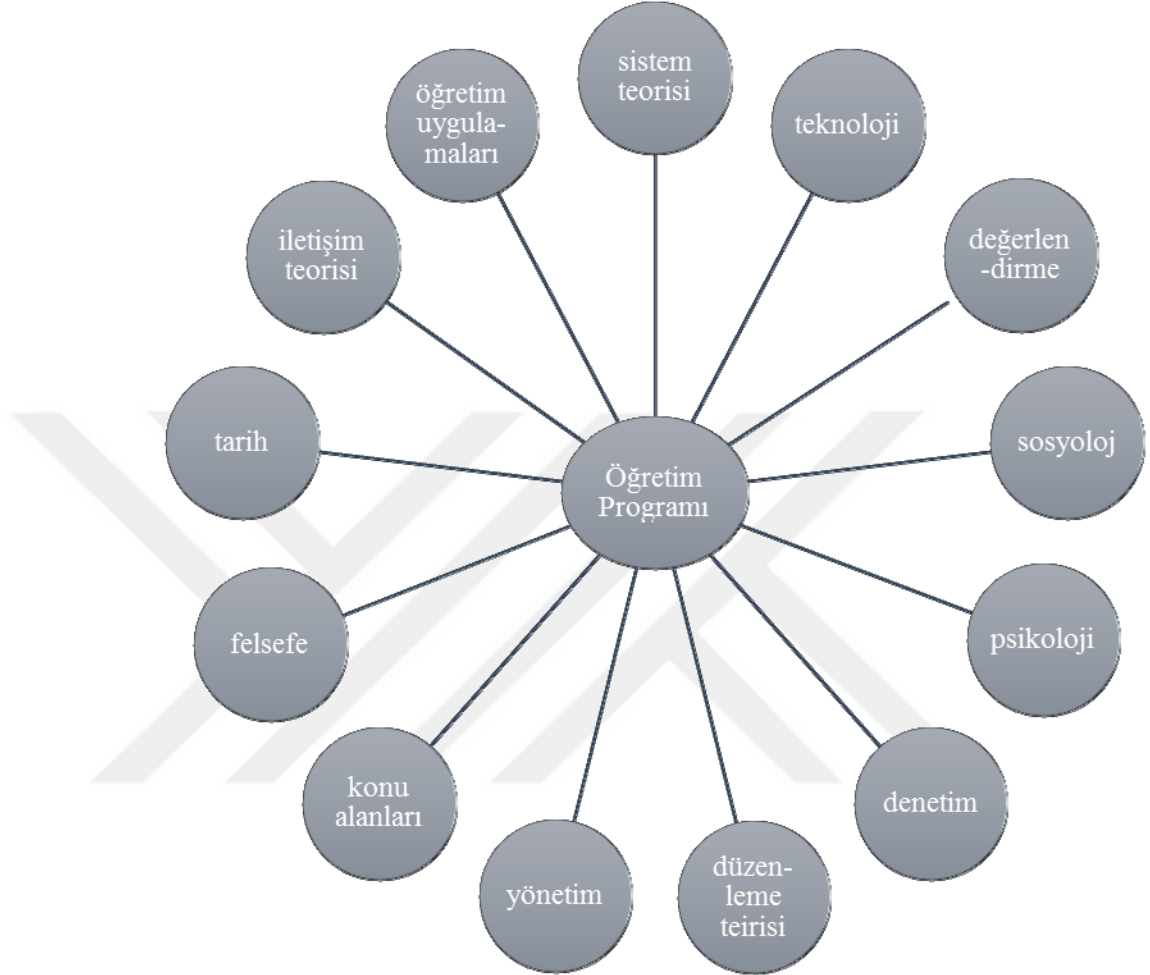 sistem
teorisi
teknoloji
değerlen
-dirme
sosyoloj
psikoloji
denetim
düzen-
leme
teirisi
yönetim
konu
alanları
felsefe
tarih
iletişim
teorisi
öğretim
uygula-
maları
Öğretim
Programı